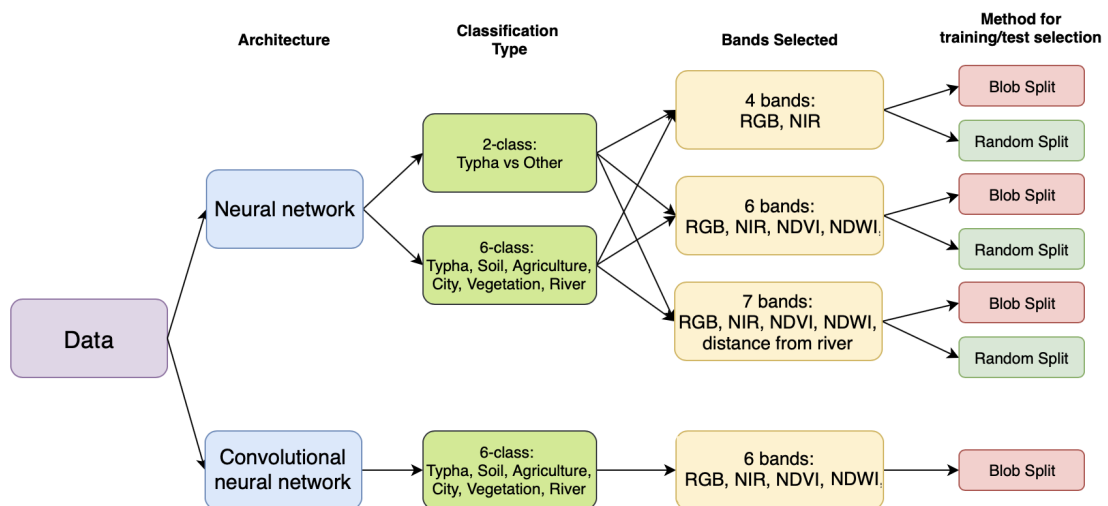 Architecture
Classification
Type
Bands Selected
Method for
training/test selection
Data
Neural network
2-class:
Typha vs Other
6-class:
Typha, Soil, Agriculture,
City, Vegetation, River
4 bands:
RGB, NIR
Blob Split
Random Split
6 bands:
RGB, NIR, NDVI, NDWI,
Blob Split
Random Split
7 bands:
RGB, NIR, NDVI, NDWI,
distance from river
Blob Split
Random Split
Convolutional
neural network
6-class:
Typha, Soil, Agriculture,
City, Vegetation, River
6 bands:
RGB, NIR, NDVI, NDWI,
Blob Split